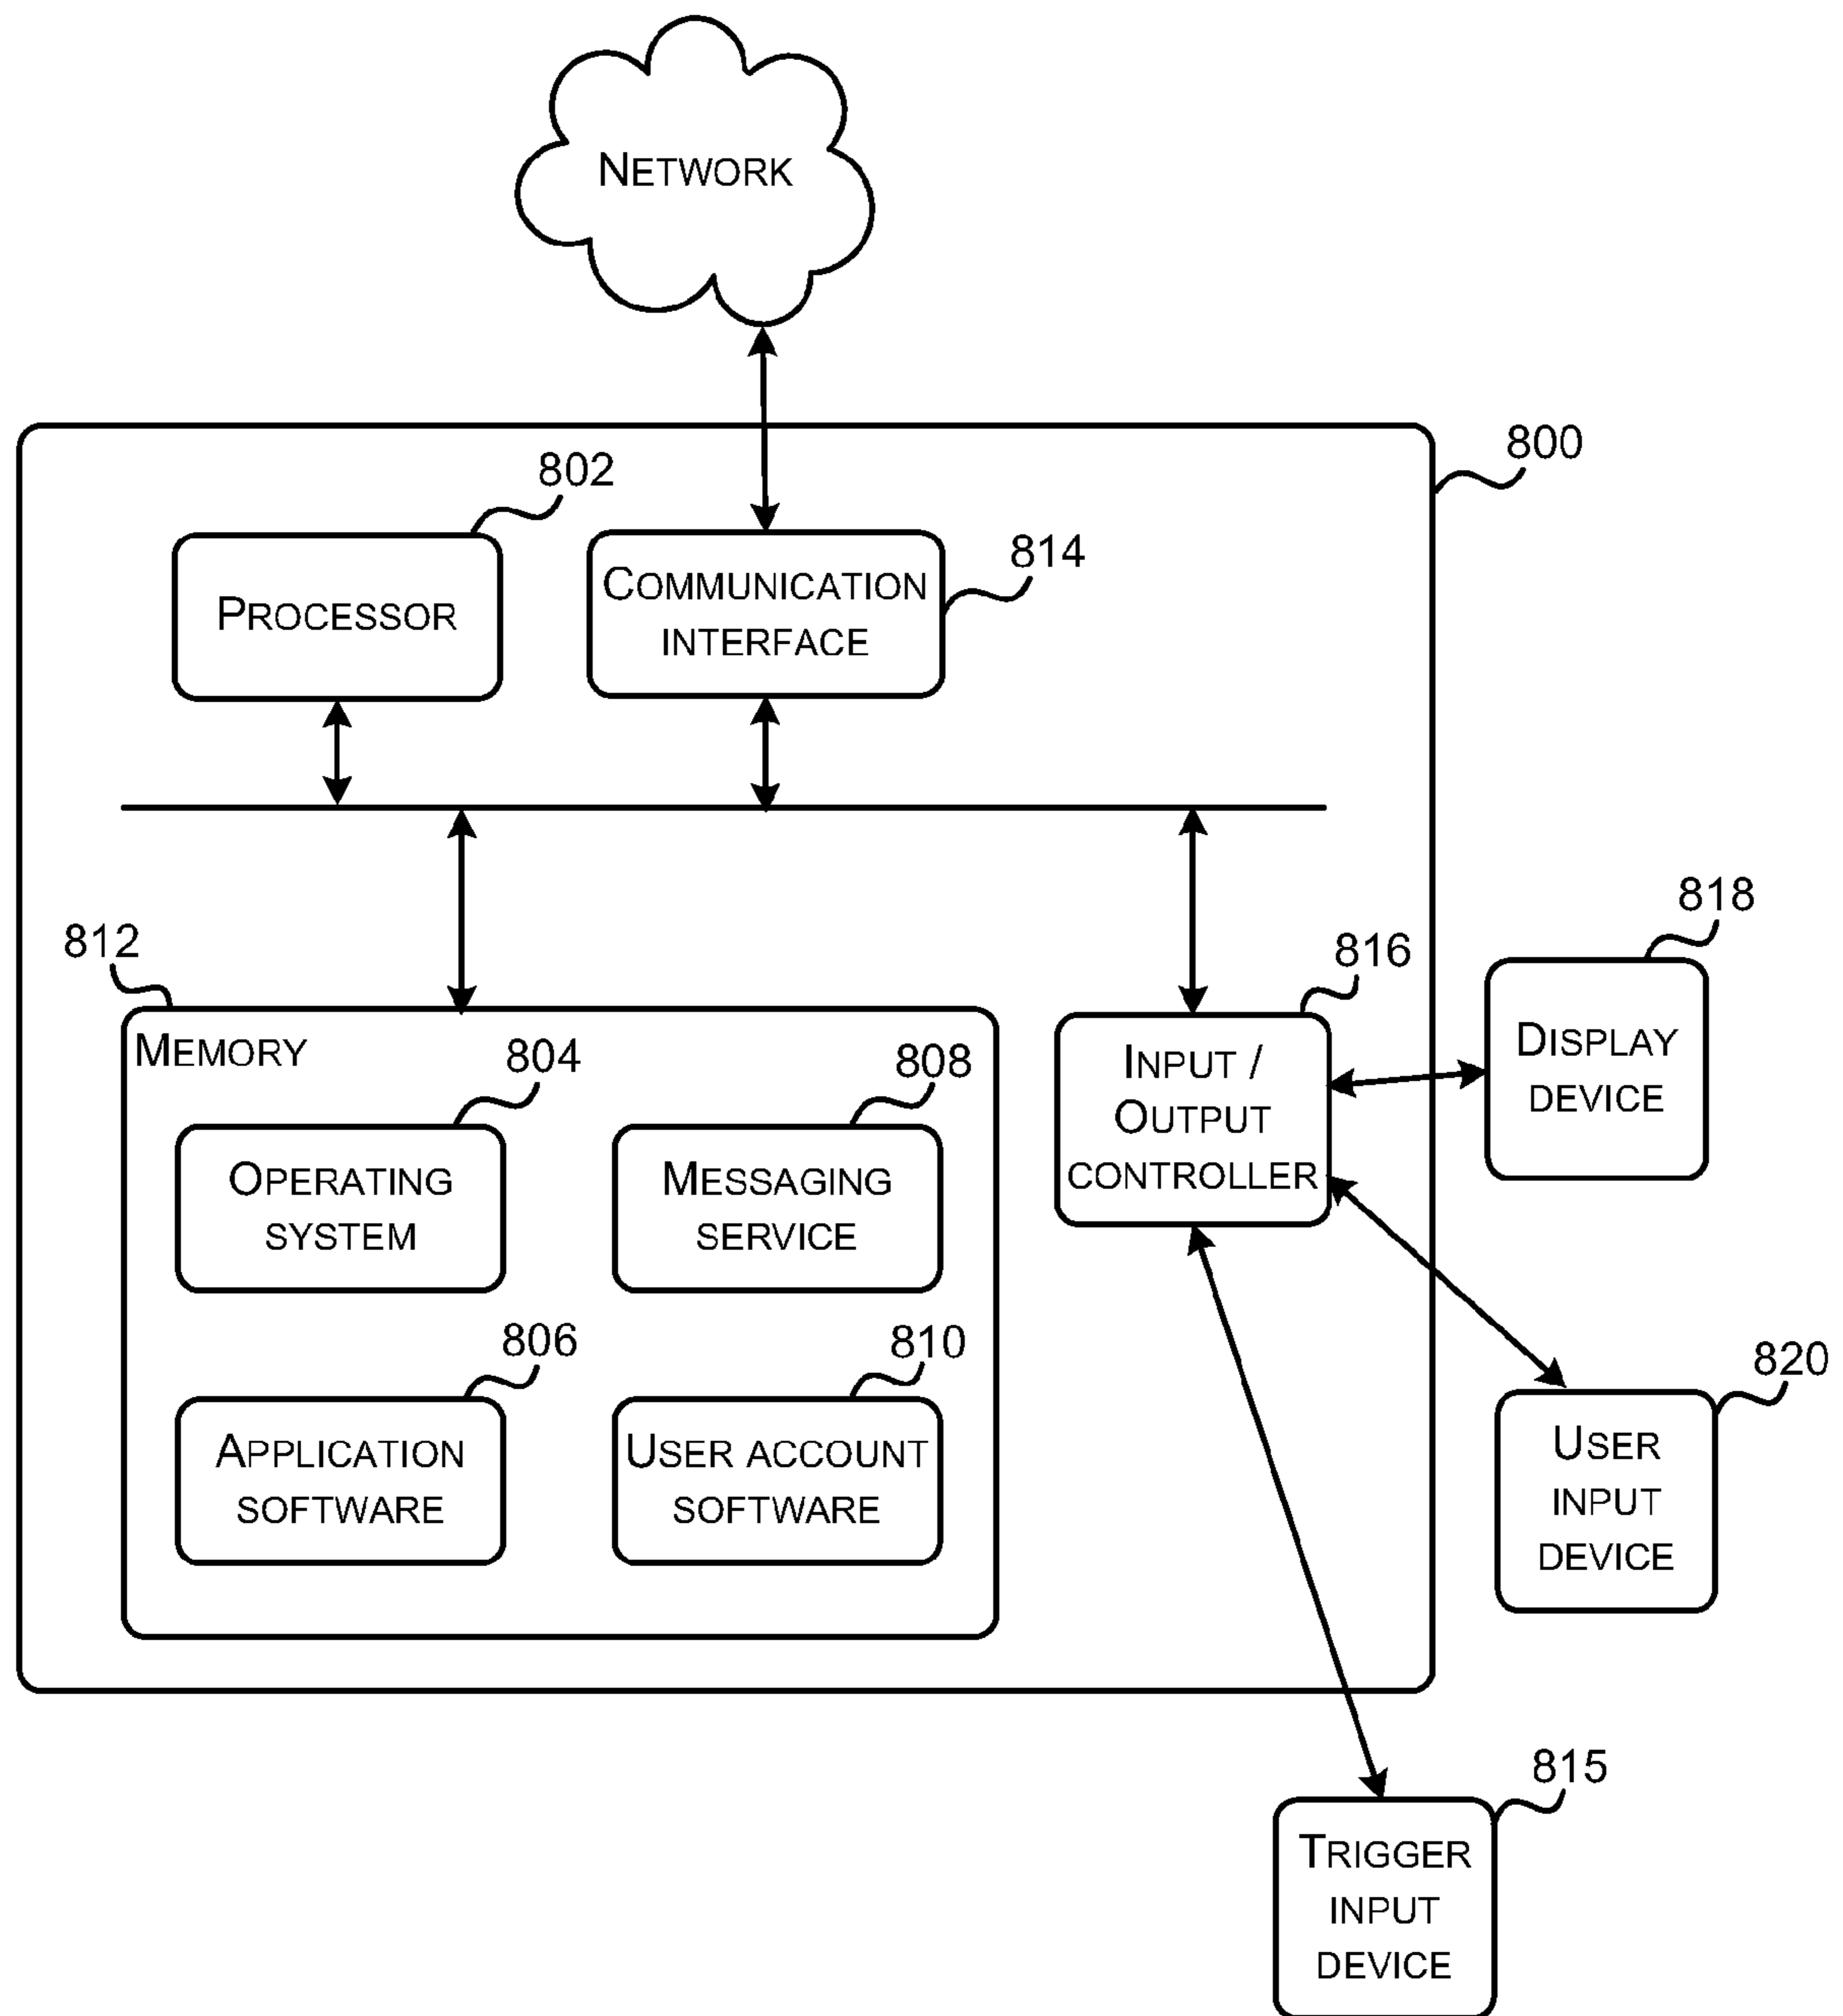 NETWORK
800
802
PROCESSOR
814
COMMUNICATION
INTERFACE
812
MEMORY
804
OPERATING
SYSTEM
808
MESSAGING
SERVICE
806
APPLICATION
SOFTWARE
810
USER ACCOUNT
SOFTWARE
816
INPUT /
OUTPUT
CONTROLLER
818
DISPLAY
DEVICE
820
USER
INPUT
DEVICE
815
TRIGGER
INPUT
DEVICE